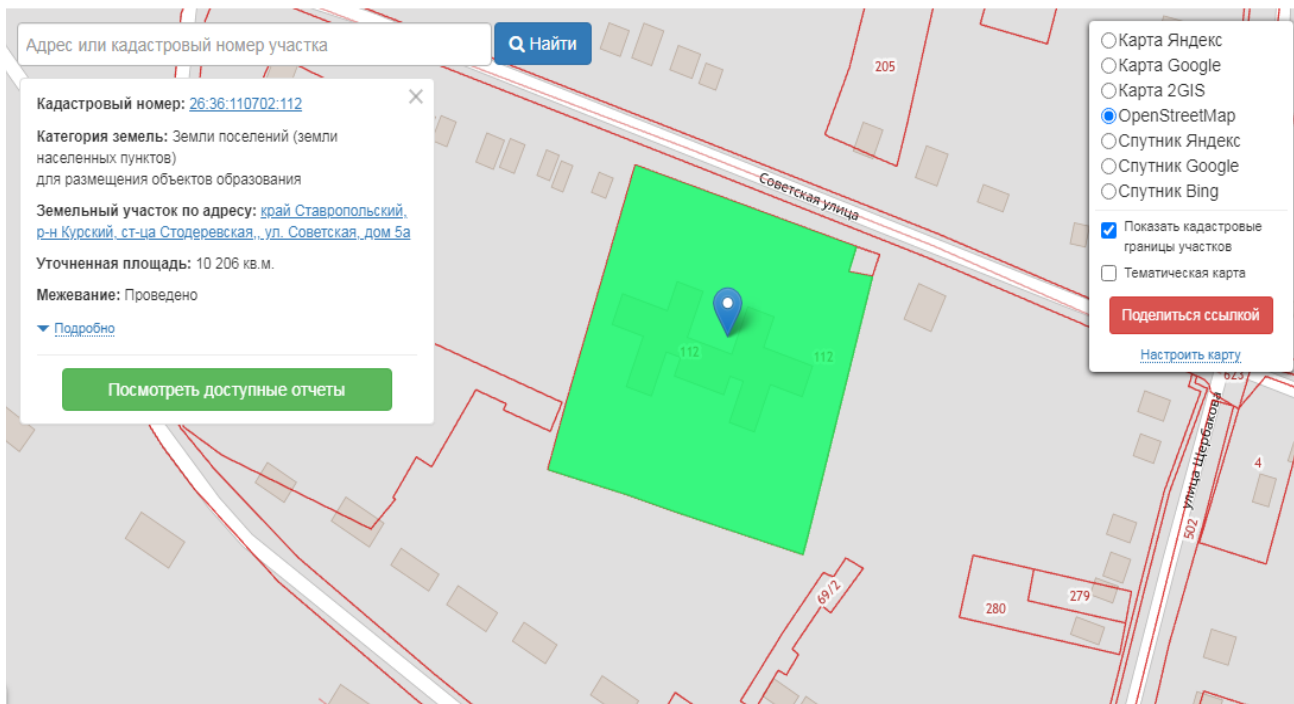 Адрес или кадастровый номер участка
Найти
Кадастровый номер: 26:36:110702:112
Категория земель: Земли поселений (земли
населенных пунктов)
для размещения объектов образования
Земельный участок по адресу: край Ставропольский,
р-н Курский, ст-ца Стодеревская,, ул. Советская, дом 5а
Уточненная площадь: 10 206 кв.м.
Межевание: Проведено
Подробно
Посмотреть доступные отчеты
205
Советская улица
112
112
69/2
280
279
502
улица Щербакова
623
4
Карта Яндекс
Карта Google
Карта 2GIS
OpenStreetMap
Спутник Яндекс
Спутник Google
Спутник Bing
Показать кадастровые
границы участков
Тематическая карта
Поделиться ссылкой
Настроить карту